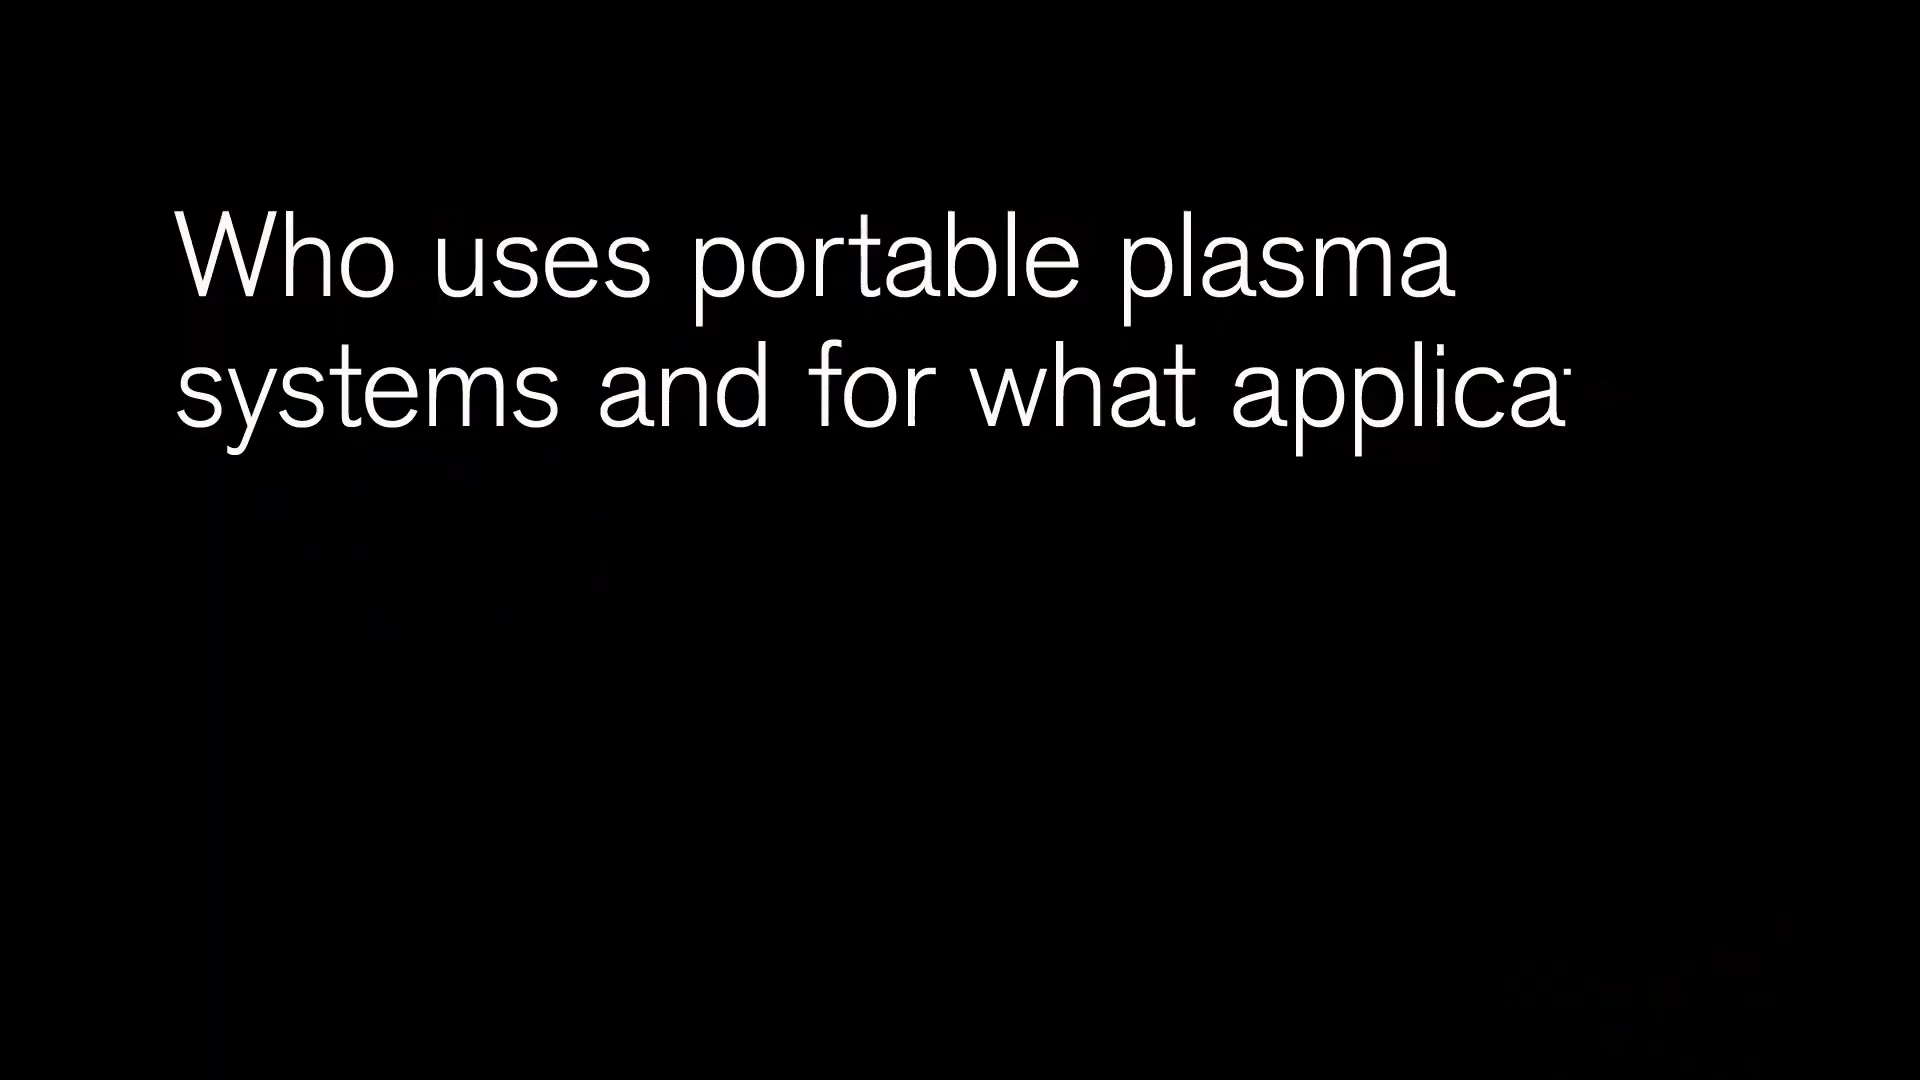 Who uses portable plasma
systems and for what applica